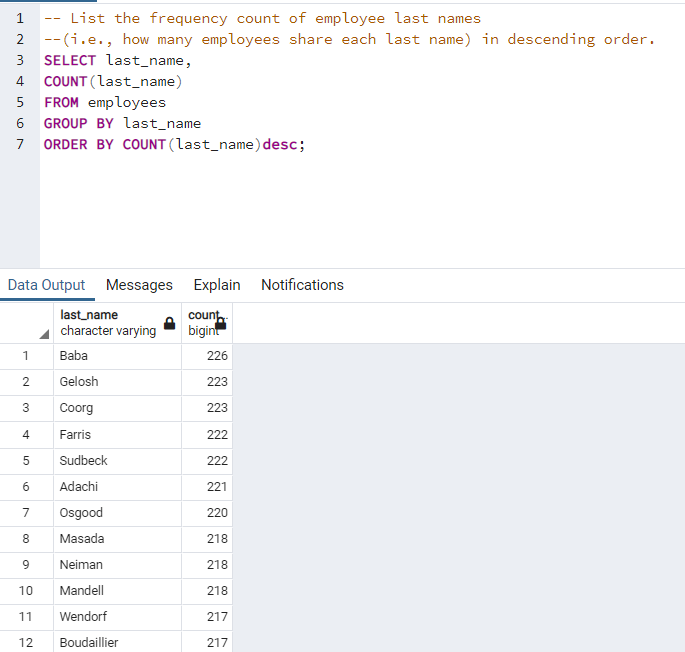 1 -- List the frequency count of employee last names
2 --(i.e., how many employees share each last name) in descending order.
3 SELECT last_name,
4 COUNT(last_name)
5 FROM employees
6 GROUP BY last_name
7 ORDER BY COUNT(last_name)desc;
Data Output Messages Explain Notifications
last_name count..
character varying bigint
1 Baba 226
2 Gelosh 223
3 Coorg 223
4 Farris 222
5 Sudbeck 222
6 Adachi 221
7 Osgood 220
8 Masada 218
9 Neiman 218
10 Mandell 218
11 Wendorf 217
12 Boudaillier 217